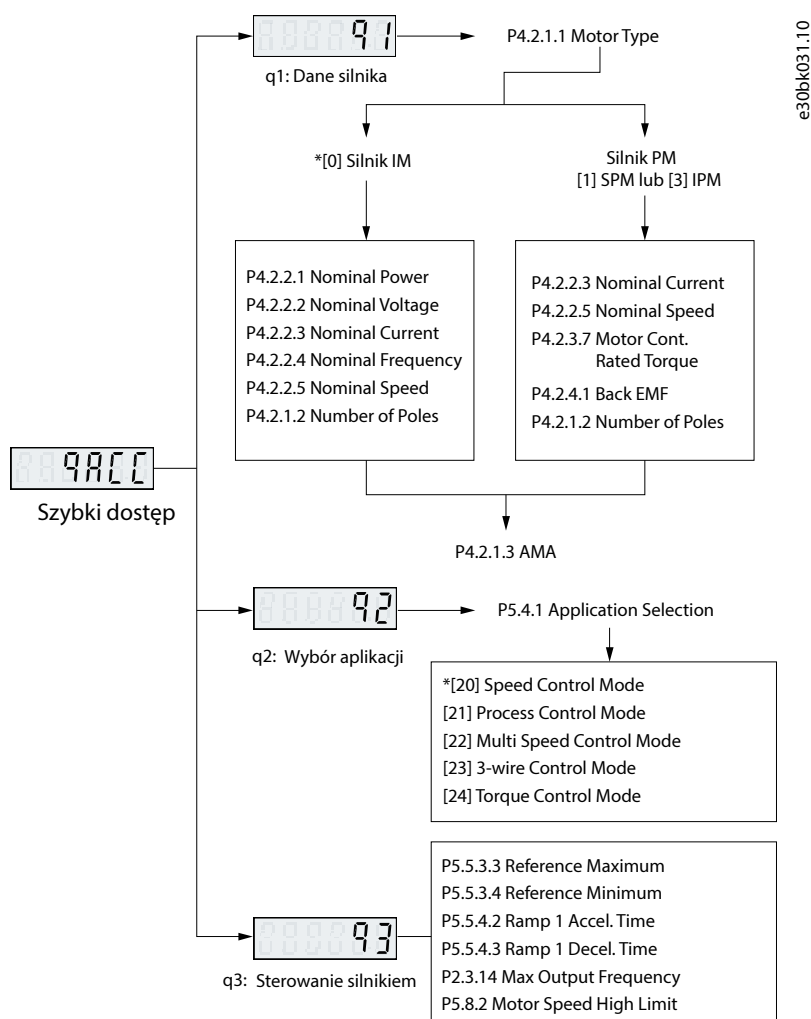 q1
P4.2.1.1 Motor Type
e30bk031.10
q1: Dane silnika
*[0] Silnik IM
Silnik PM
[1] SPM lub [3] IPM
P4.2.2.1 Nominal Power
P4.2.2.2 Nominal Voltage
P4.2.2.3 Nominal Current
P4.2.2.4 Nominal Frequency
P4.2.2.5 Nominal Speed
P4.2.1.2 Number of Poles
P4.2.2.3 Nominal Current
P4.2.2.5 Nominal Speed
P4.2.3.7 Motor Cont.
Rated Torque
P4.2.4.1 Back EMF
P4.2.1.2 Number of Poles
qACC
Szybki dostęp
P4.2.1.3 AMA
q2
P5.4.1 Application Selection
q2: Wybór aplikacji
*[20] Speed Control Mode
[21] Process Control Mode
[22] Multi Speed Control Mode
[23] 3-wire Control Mode
[24] Torque Control Mode
q3
q3: Sterowanie silnikiem
P5.5.3.3 Reference Maximum
P5.5.3.4 Reference Minimum
P5.5.4.2 Ramp 1 Accel. Time
P5.5.4.3 Ramp 1 Decel. Time
P2.3.14 Max Output Frequency
P5.8.2 Motor Speed High Limit